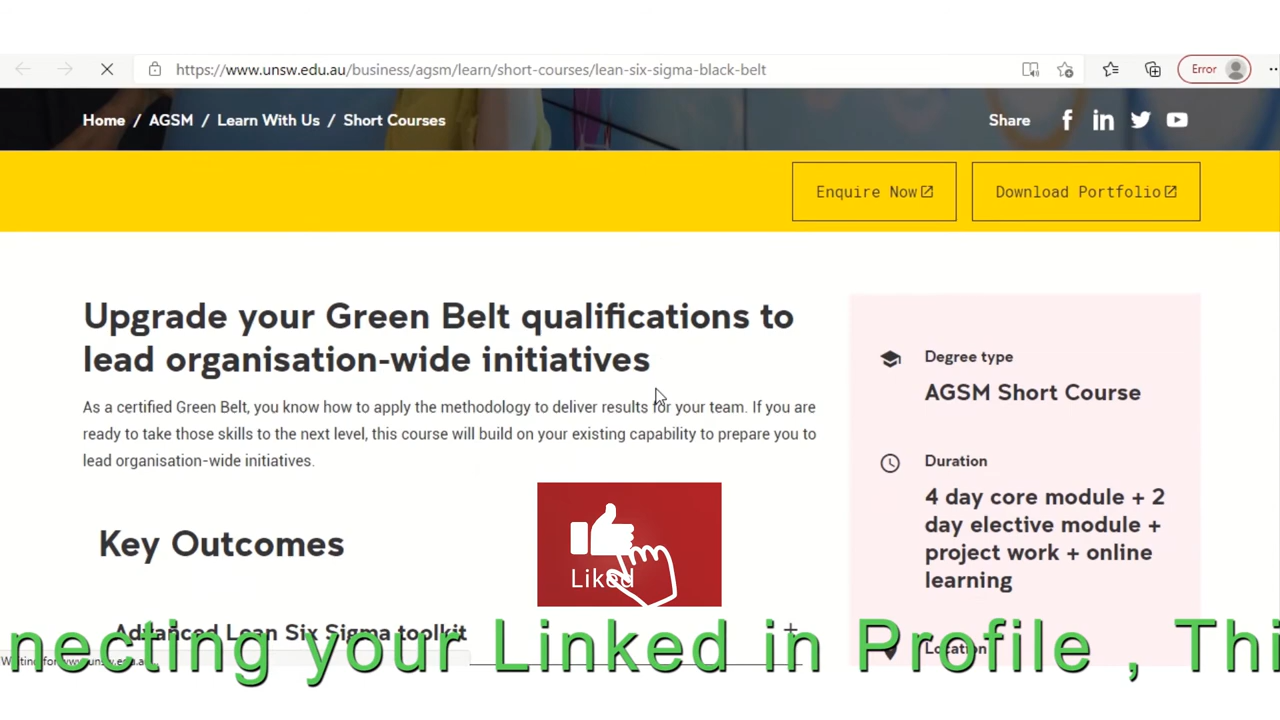 https://www.unsw.edu.au/business/agsm/learn/short-courses/lean-six-sigma-black-belt
Error
Home / AGSM / Learn With Us / Short Courses
Share
Enquire Now
Download Portfolio
Upgrade your Green Belt qualifications to
lead organisation-wide initiatives
As a certified Green Belt, you know how to apply the methodology to deliver results for your team. If you are
ready to take those skills to the next level, this course will build on your existing capability to prepare you to
lead organisation-wide initiatives.
Key Outcomes
Advanced Lean Six Sigma toolkit
Degree type
AGSM Short Course
Duration
4 day core module + 2
day elective module +
project work + online
learning
Location
Liked
necting your Linked in Profile , Thi
Waiting for www.unsw.edu.au...